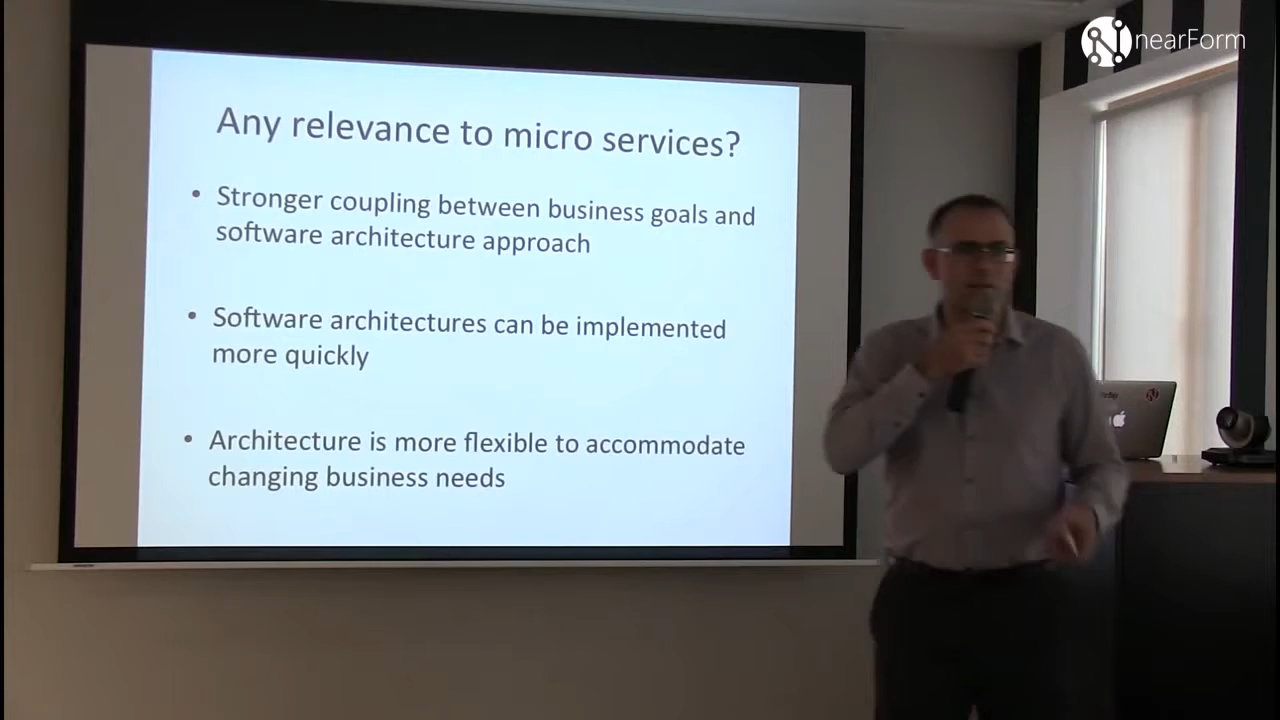 nearForm
Any relevance to micro services?
• Stronger coupling between business goals and
software architecture approach
• Software architectures can be implemented
more quickly
• Architecture is more flexible to accommodate
changing business needs